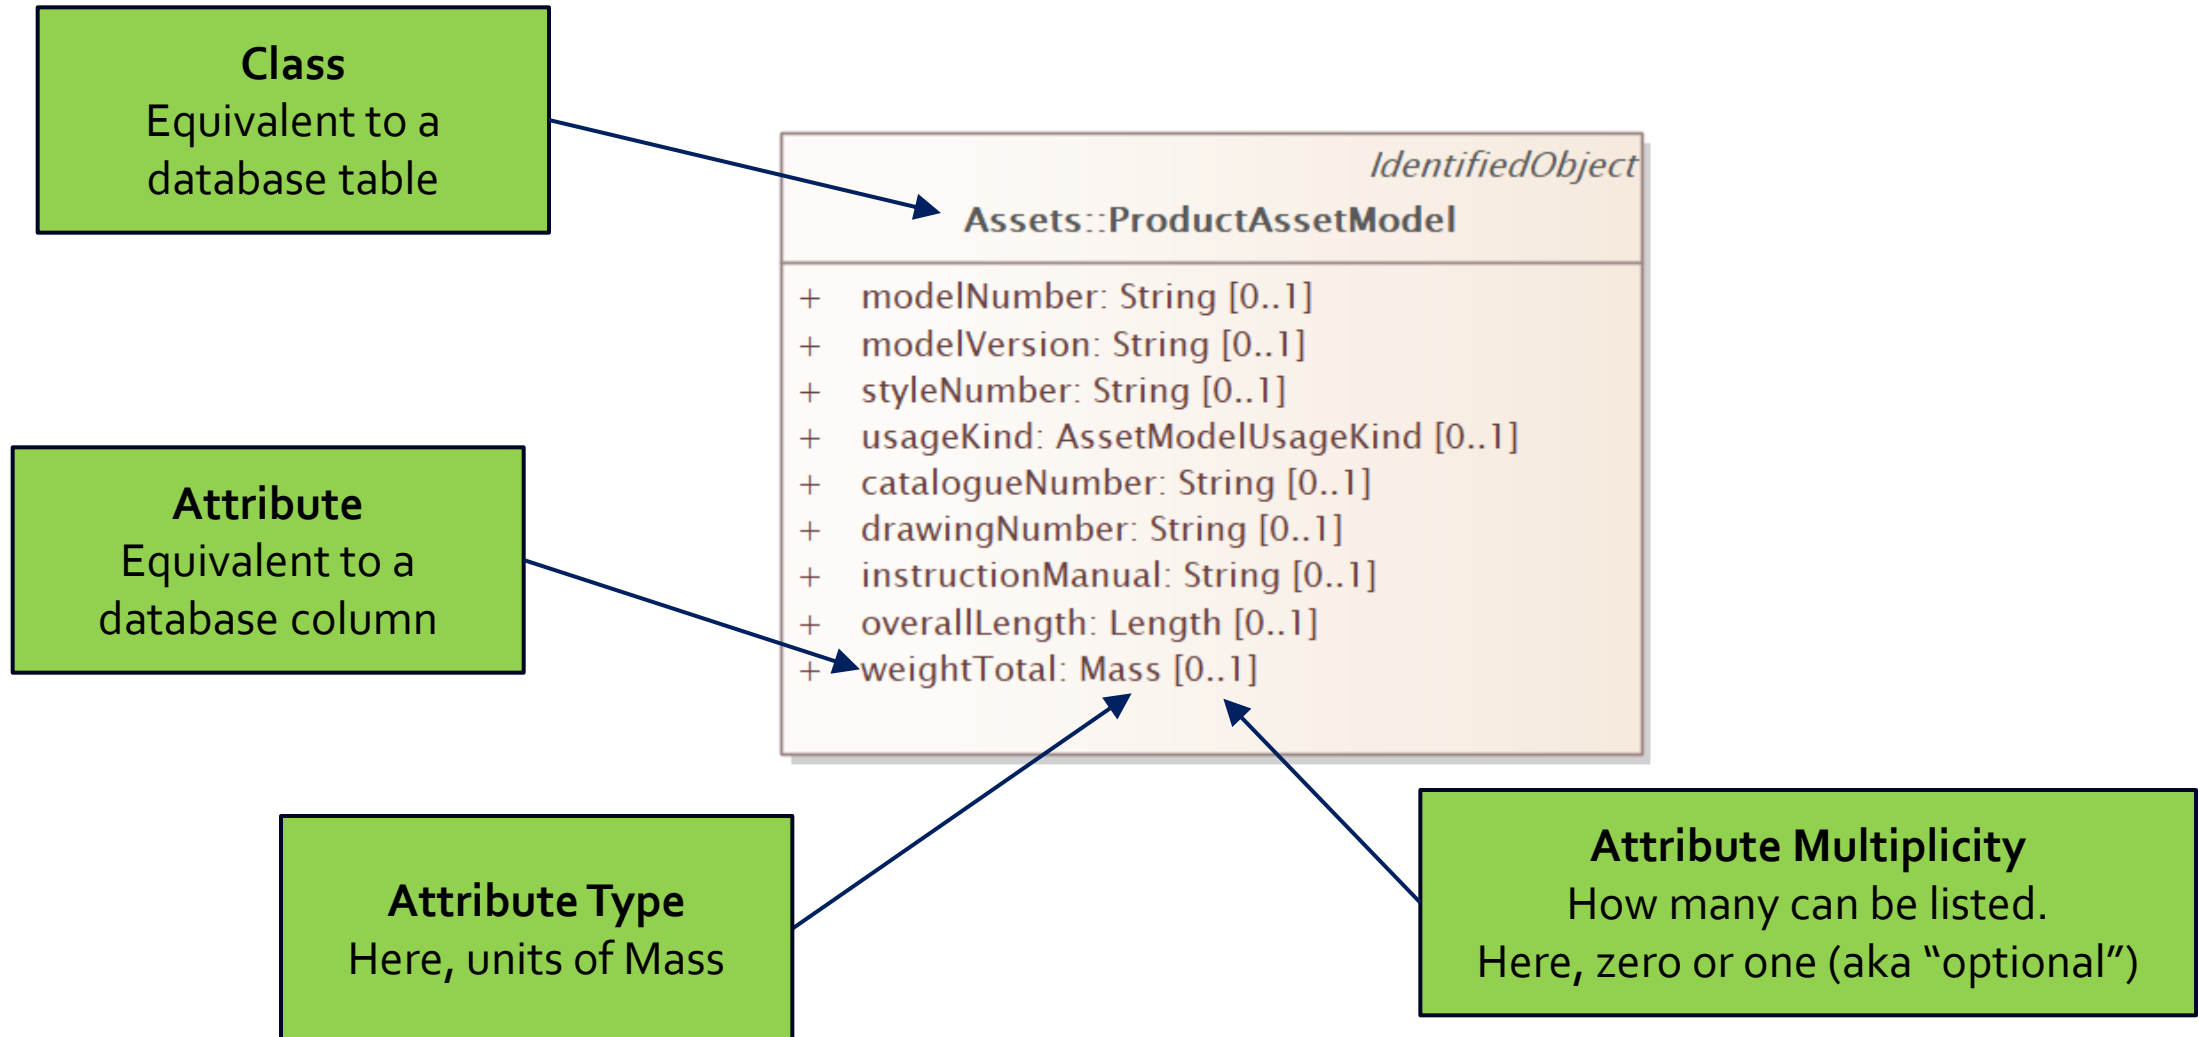 Class
Equivalent to a
database table
IdentifiedObject
Assets::ProductAssetModel
+ modelNumber: String [0..1]
+ modelVersion: String [0..1]
+ styleNumber: String [0..1]
+ usageKind: AssetModelUsageKind [0..1]
+ catalogueNumber: String [0..1]
+ drawingNumber: String [0..1]
+ instructionManual: String [0..1]
+ overallLength: Length [0..1]
+ weightTotal: Mass [0..1]
Attribute
Equivalent to a
database column
Attribute Type
Here, units of Mass
Attribute Multiplicity
How many can be listed.
Here, zero or one (aka “optional”)